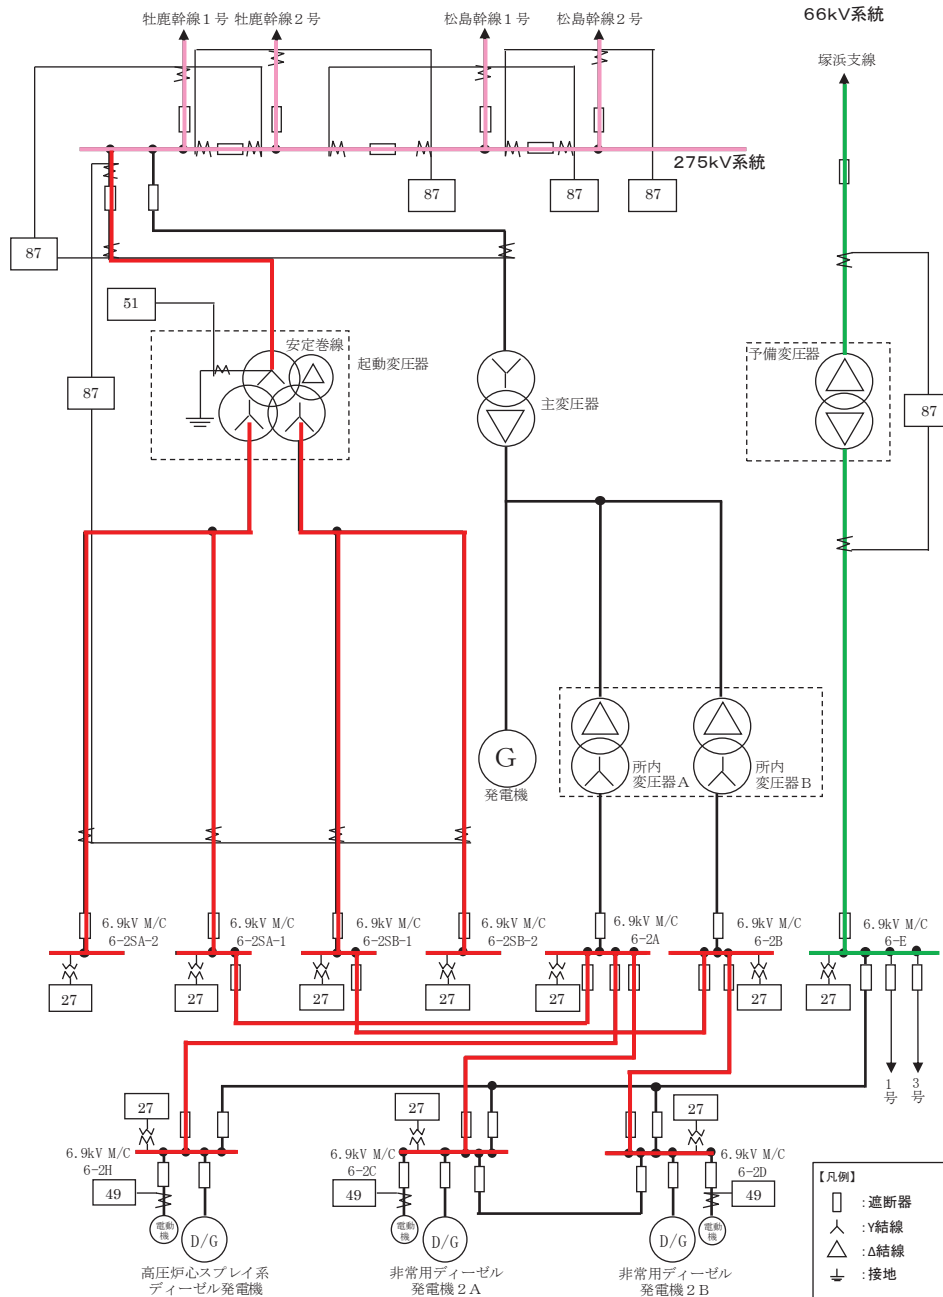 66kV系統
牡鹿幹線1号 牡鹿幹線2号 松島幹線1号 松島幹線2号
塚浜支線
275kV系統
87
87
87
87
51
安定巻線
起動変圧器
予備変圧器
87
主変圧器
87
G
発電機
所内
変圧器A
所内
変圧器B
6.9kV M/C
6-2SA-2
6.9kV M/C
6-2SA-1
6.9kV M/C
6-2SB-1
6.9kV M/C
6-2SB-2
6.9kV M/C
6-2A
6.9kV M/C
6-2B
6.9kV M/C
6-E
27
27
27
27
27
27
27
1号
3号
27
27
27
6.9kV M/C
6-2H
6.9kV M/C
6-2C
6.9kV M/C
6-2D
49
49
49
電動機
D/G
電動機
D/G
D/G
電動機
高圧炉心スプレイ系
ディーゼル発電機
非常用ディーゼル
発電機2A
非常用ディーゼル
発電機2B
【凡例】
:遮断器
:Y結線
:Δ結線
:接地